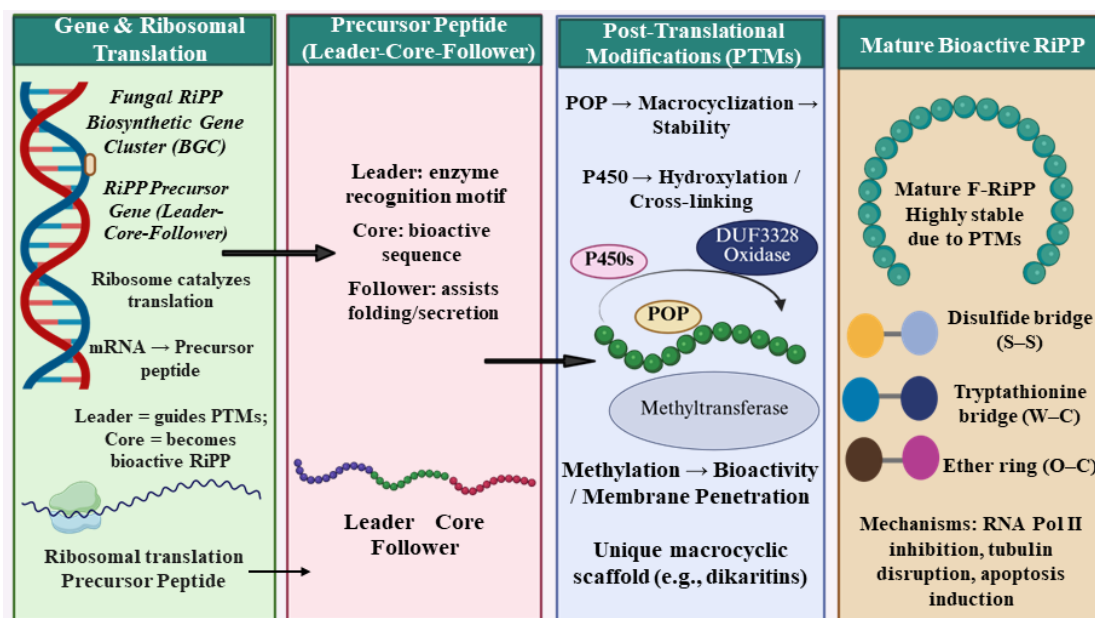 Gene & Ribosomal
Translation
Fungal RiPP
Biosynthetic Gene
Cluster (BGC)
RiPP Precursor
Gene (Leader-
Core-Follower)
Ribosome catalyzes
translation
mRNA → Precursor
peptide
Leader = guides PTMs;
Core = becomes
bioactive RiPP
Ribosomal translation
Precursor Peptide
Precursor Peptide
(Leader-Core-Follower)
Leader: enzyme
recognition motif
Core: bioactive
sequence
Follower: assists
folding/secretion
Leader Core
Follower
Post-Translational
Modifications (PTMs)
POP → Macrocyclization →
Stability
P450 → Hydroxylation /
Cross-linking
DUF3328
Oxidase
P450s
POP
Methyltransferase
Methylation → Bioactivity
/ Membrane Penetration
Unique macrocyclic
scaffold (e.g., dikaritins)
Mature Bioactive RiPP
Mature F-RiPP
Highly stable
due to PTMs
Disulfide bridge
(S–S)
Tryptathionine
bridge (W–C)
Ether ring (O–C)
Mechanisms: RNA Pol II
inhibition, tubulin
disruption, apoptosis
induction